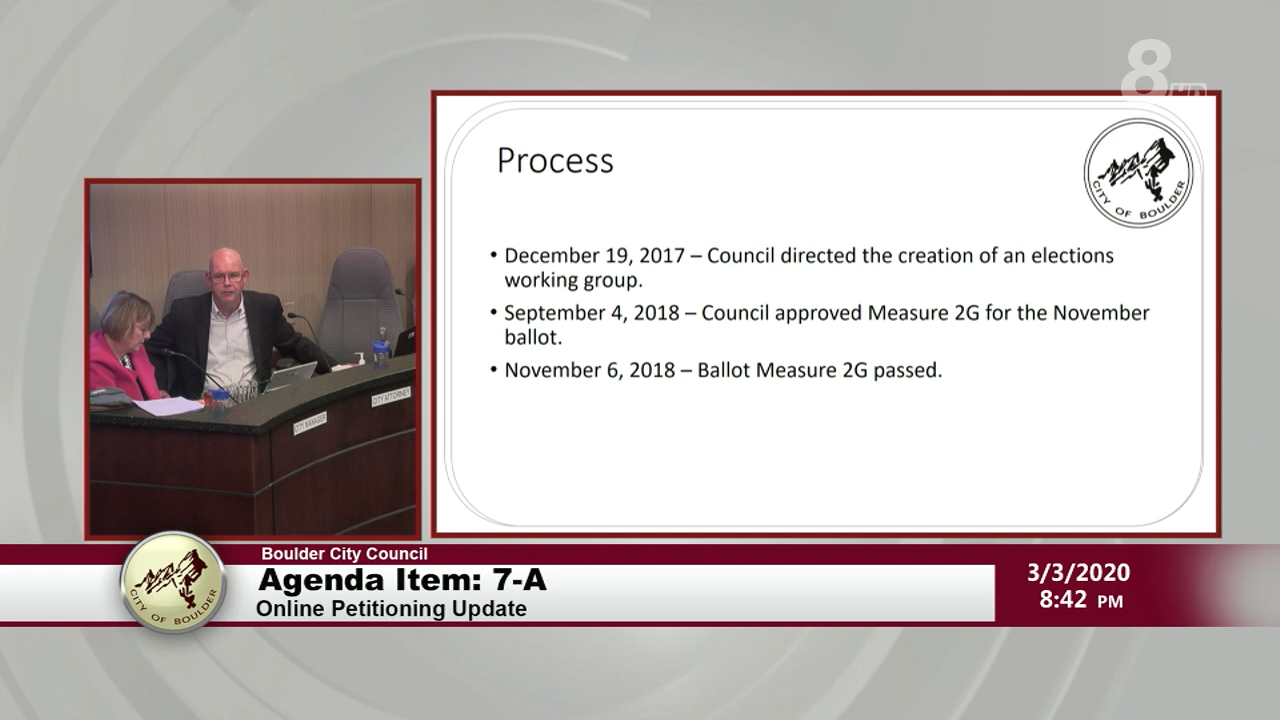 8 HD
Process
CITY OF BOULDER
• December 19, 2017 – Council directed the creation of an elections
working group.
• September 4, 2018 – Council approved Measure 2G for the November
ballot.
• November 6, 2018 – Ballot Measure 2G passed.
CITY ATTORNEY
CITY MANAGER
Boulder City Council
Agenda Item: 7-A
Online Petitioning Update
CITY OF BOULDER
3/3/2020
8:42 PM